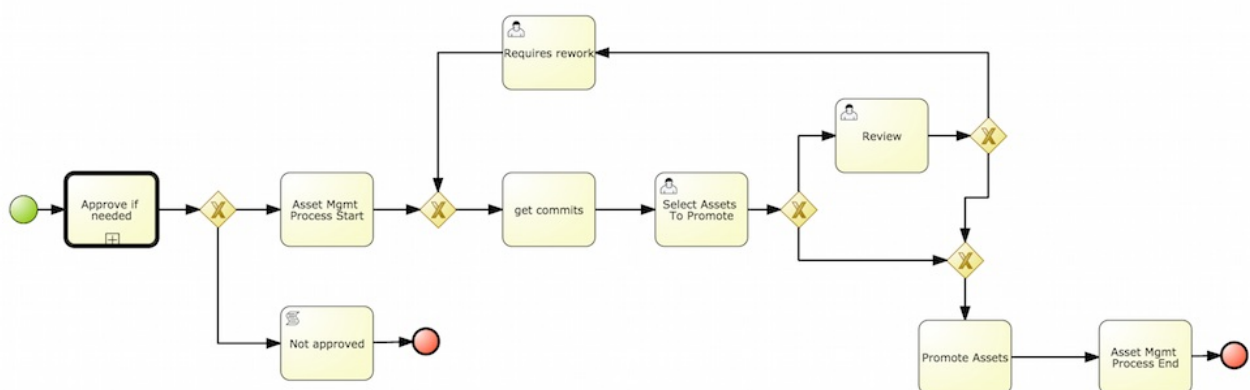 Requires rework
Review
Approve if
needed
Asset Mgmt
Process Start
get commits
Select Assets
To Promote
Not approved
Promote Assets
Asset Mgmt
Process End